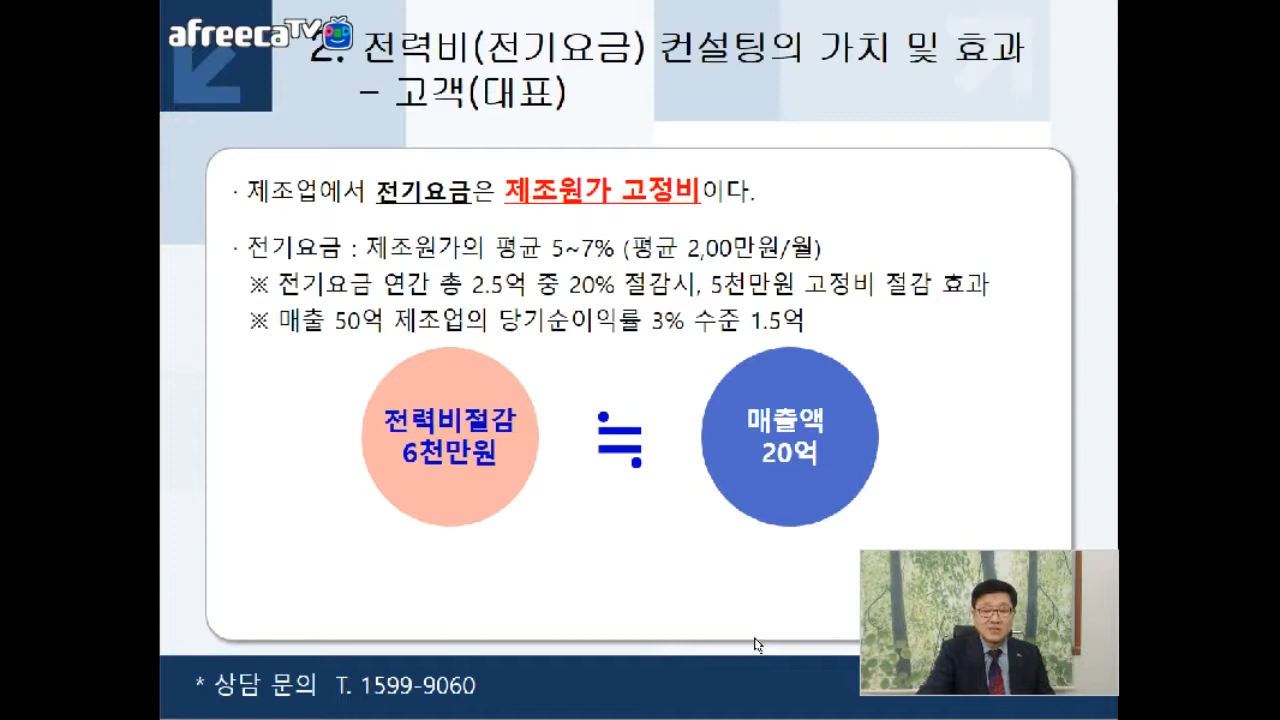 afreecaTV
2. 전력비(전기요금) 컨설팅의 가치 및 효과
- 고객(대표)
· 제조업에서 전기요금은 제조원가 고정비이다.
· 전기요금 : 제조원가의 평균 5~7% (평균 2,00만원/월)
※ 전기요금 연간 총 2.5억 중 20% 절감시, 5천만원 고정비 절감 효과
※ 매출 50억 제조업의 당기순이익률 3% 수준 1.5억
전력비절감
6천만원
≒
매출액
20억
* 상담 문의 T. 1599-9060